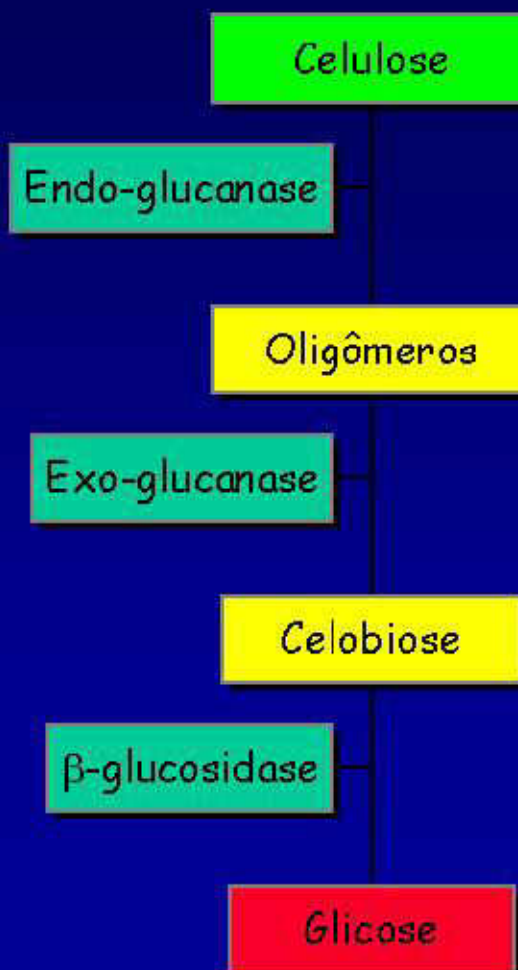 Celulose
Endo-glucanase
Oligômeros
Exo-glucanase
Celobiose
β-glucosidase
Glicose